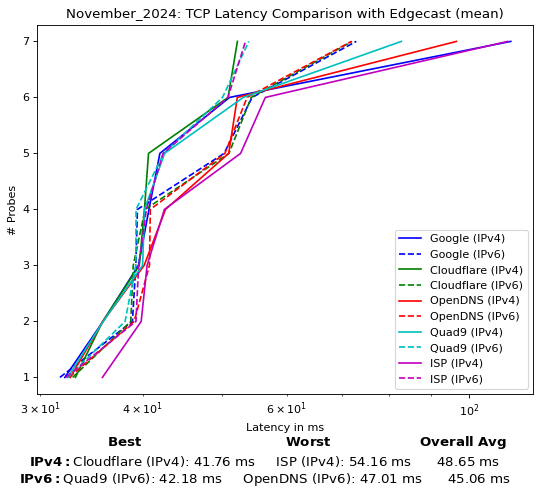 November_2024: TCP Latency Comparison with Edgecast (mean)
7
6
5
4
3
2
1
# Probes
Google (IPv4)
Google (IPv6)
Cloudflare (IPv4)
Cloudflare (IPv6)
OpenDNS (IPv4)
OpenDNS (IPv6)
Quad9 (IPv4)
Quad9 (IPv6)
ISP (IPv4)
ISP (IPv6)
3 × 10¹ 4 × 10¹ 6 × 10¹ 10²
Latency in ms
Best Worst Overall Avg
IPv4: Cloudflare (IPv4): 41.76 ms ISP (IPv4): 54.16 ms 48.65 ms
IPv6: Quad9 (IPv6): 42.18 ms OpenDNS (IPv6): 47.01 ms 45.06 ms